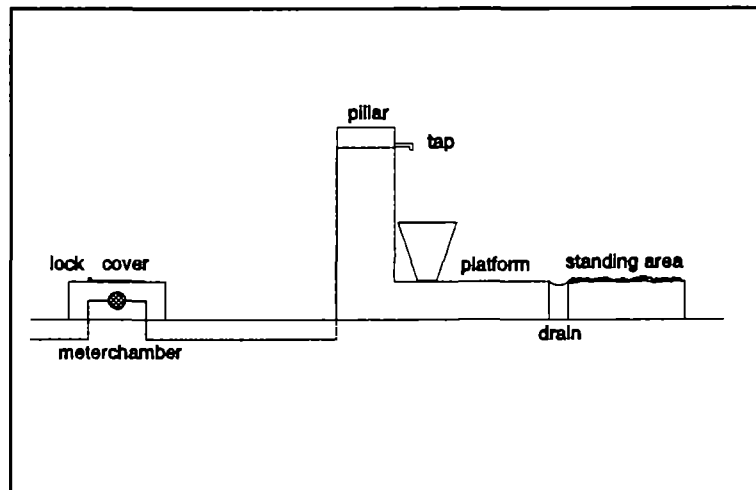 pillar
tap
lock cover platform standing area
drain
meterchamber